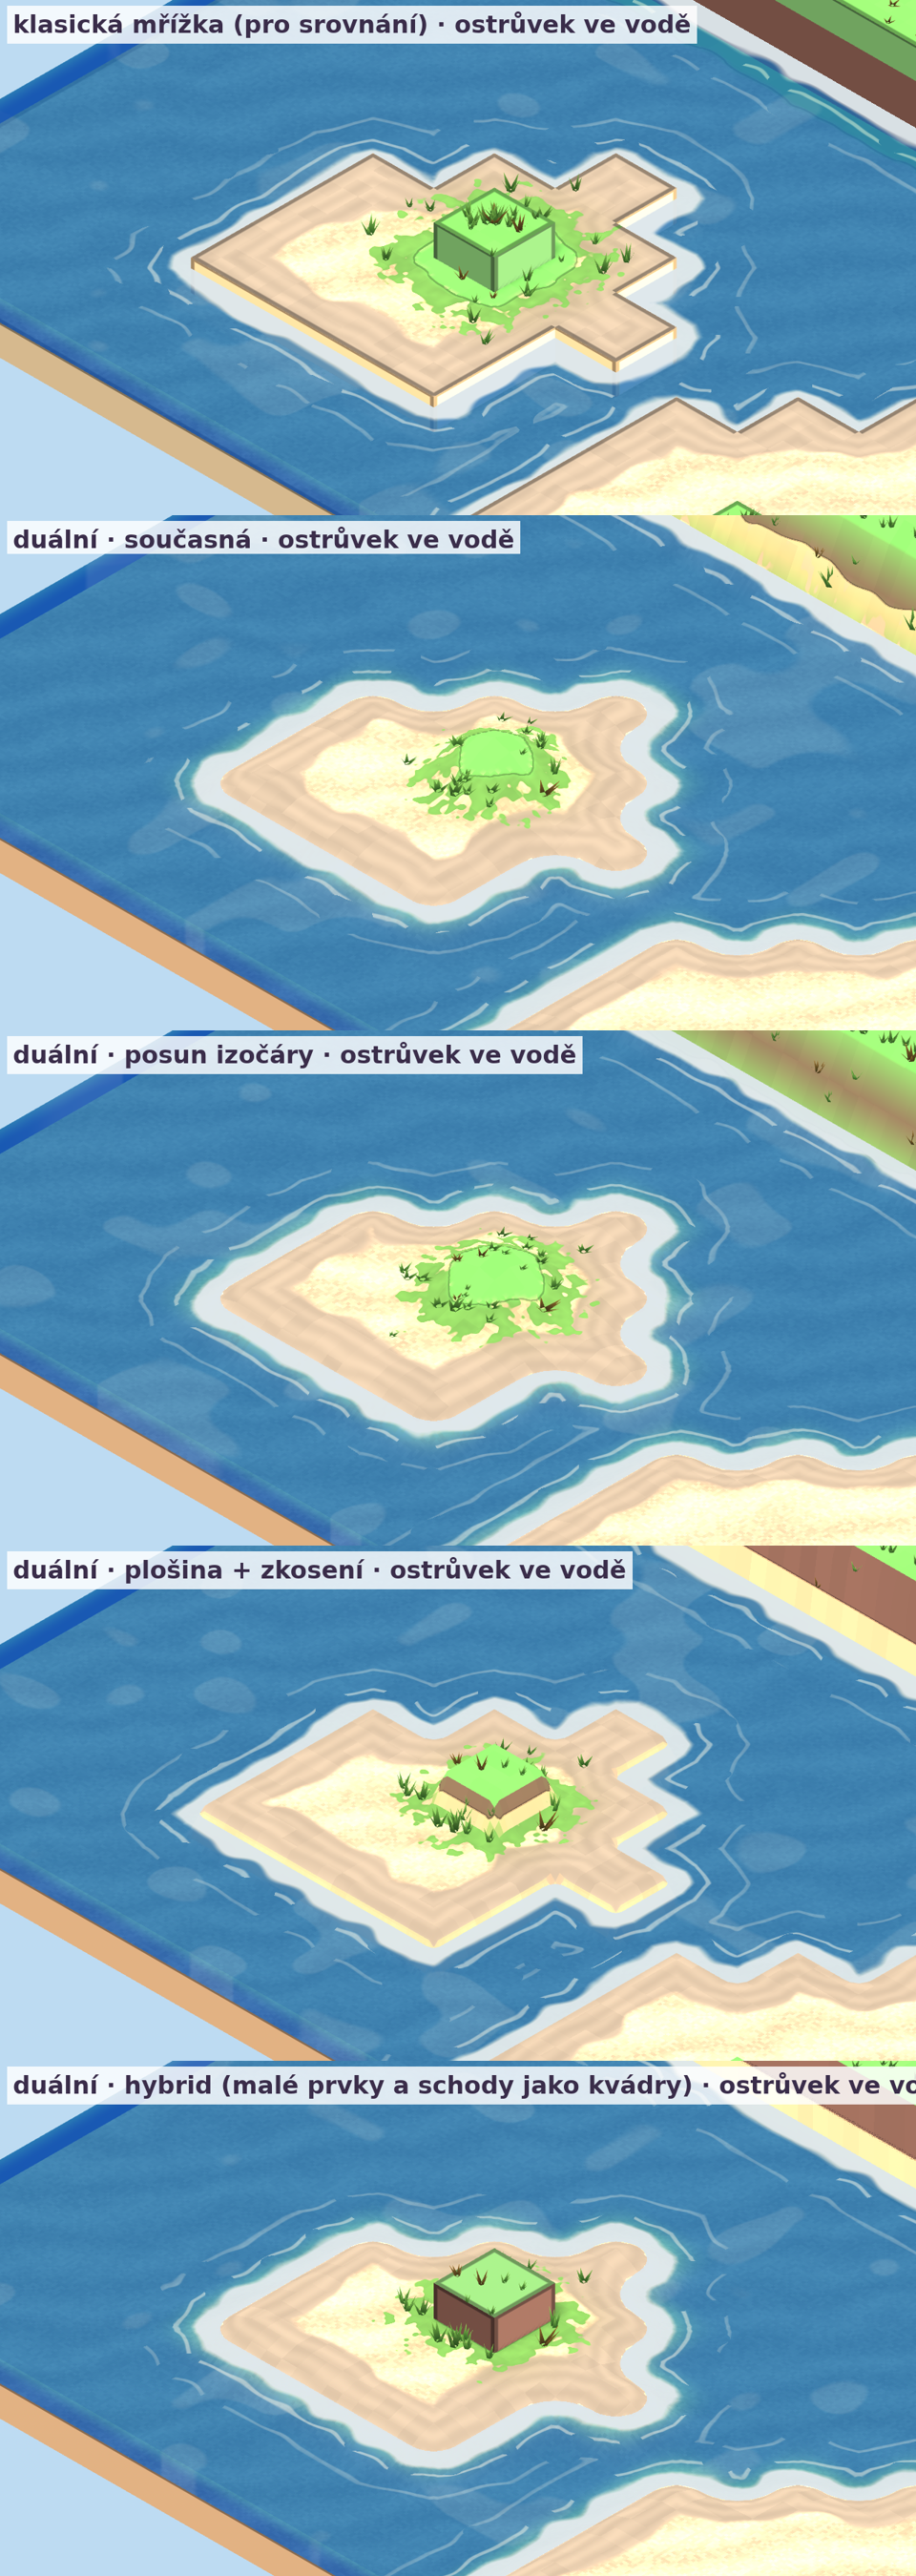 klasická mřížka (pro srovnání) · ostrůvek ve vodě
duální · současná · ostrůvek ve vodě
duální · posun izočáry · ostrůvek ve vodě
duální · plošina + zkosení · ostrůvek ve vodě
duální · hybrid (malé prvky a schody jako kvádry) · ostrůvek ve